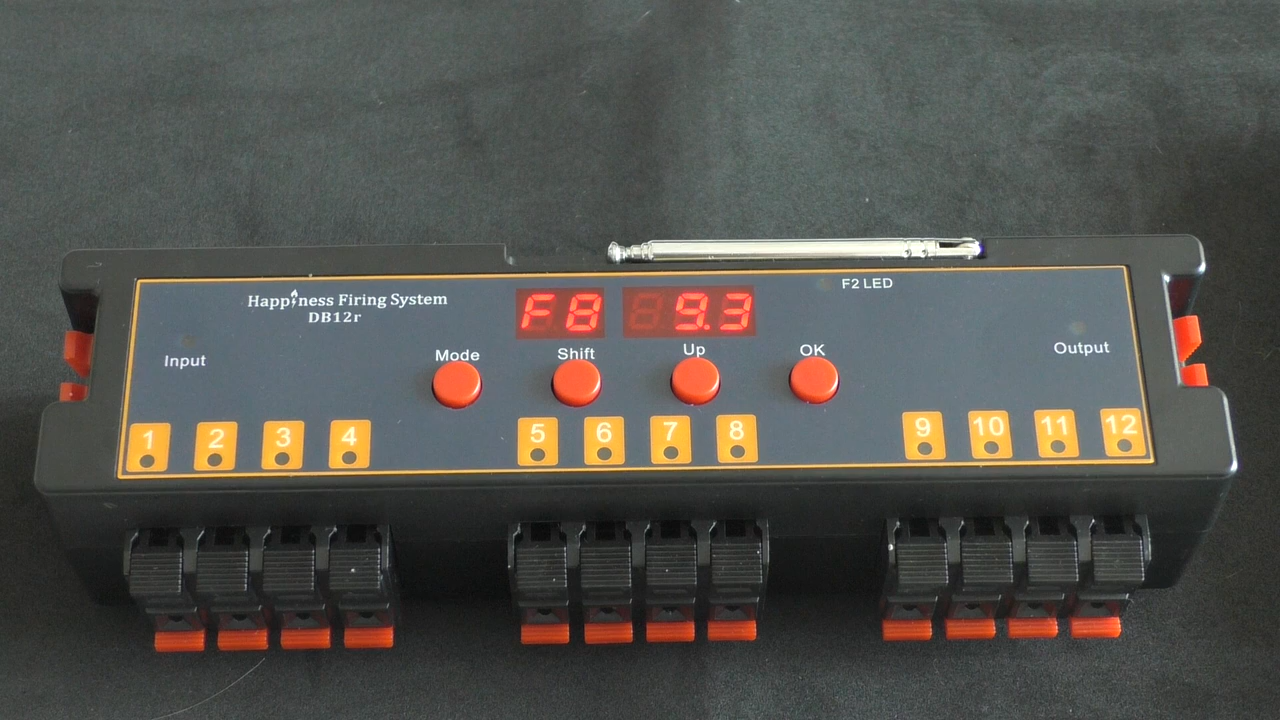 Happiness Firing System
DB12r
F8 9.3
F2 LED
Input
Mode
Shift
Up
OK
Output
1 2 3 4 5 6 7 8 9 10 11 12